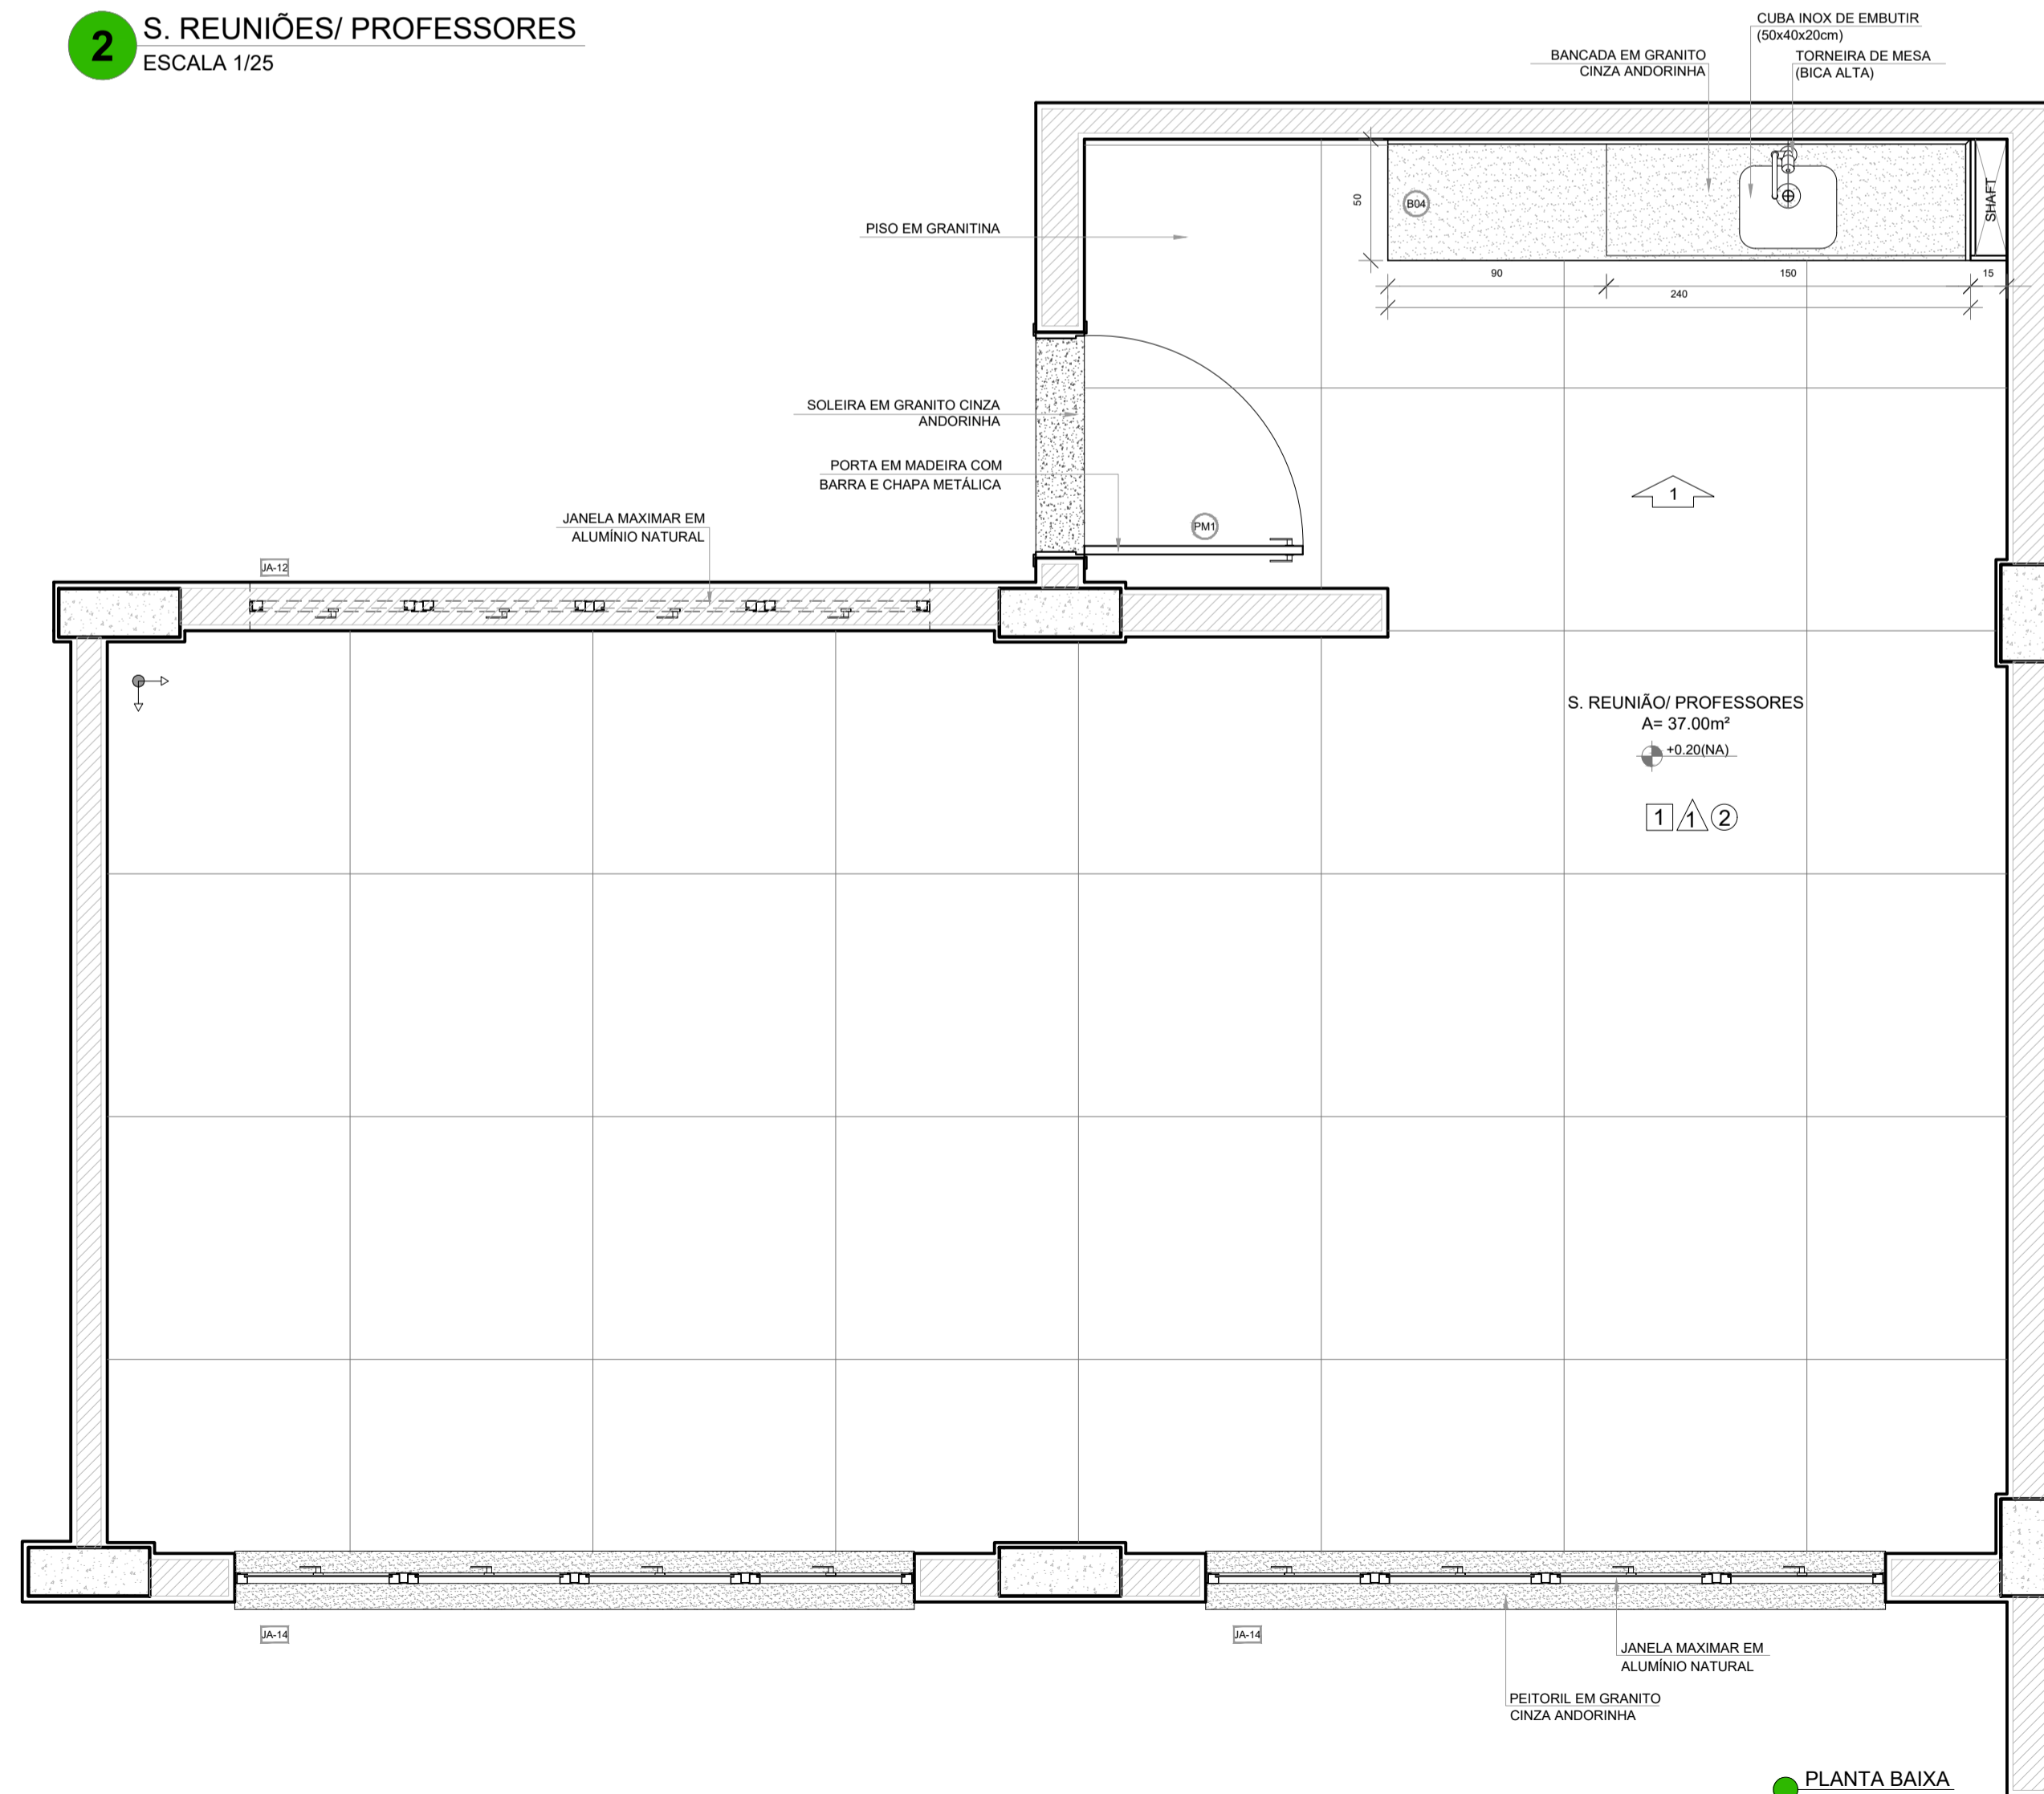 2
S. REUNIÕES/ PROFESSORES
ESCALA 1/25
CUBA INOX DE EMBUTIR
(50x40x20cm)
BANCADA EM GRANITO
CINZA ANDORINHA
TORNEIRA DE MESA
(BICA ALTA)
PISO EM GRANITINA
50
B04
SHAFT
90
150
15
240
SOLEIRA EM GRANITO CINZA
ANDORINHA
PORTA EM MADEIRA COM
BARRA E CHAPA METÁLICA
1
PM1
JANELA MAXIMAR EM
ALUMÍNIO NATURAL
JA-12
S. REUNIÃO/ PROFESSORES
A= 37.00m²
+0.20(NA)
1 1 2
JA-14
JA-14
JANELA MAXIMAR EM
ALUMÍNIO NATURAL
PEITORIL EM GRANITO
CINZA ANDORINHA
PLANTA BAIXA